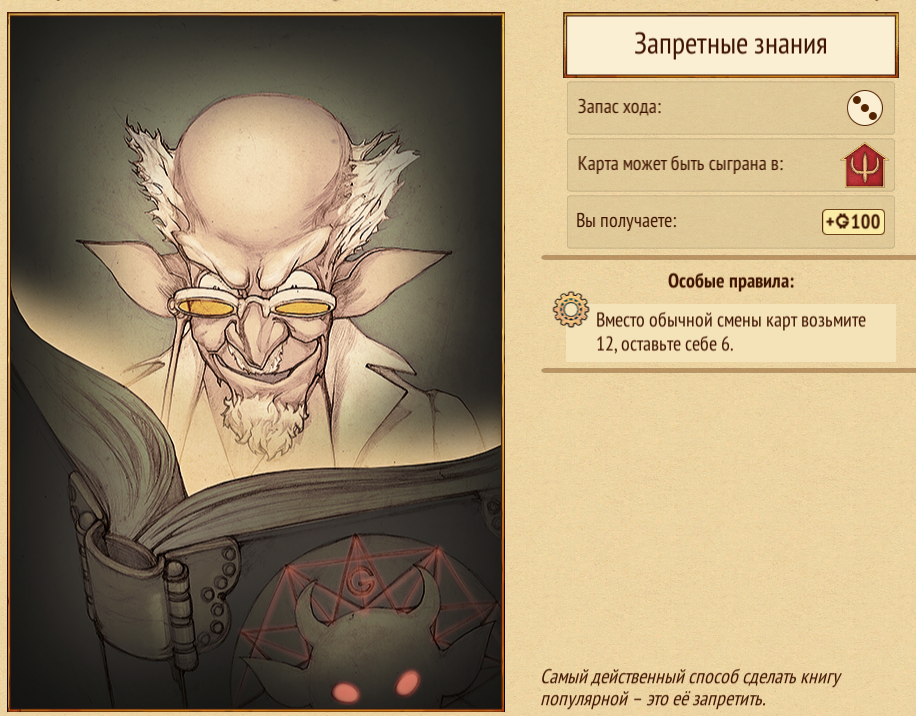 Запретные знания
Запас хода:
Карта может быть сыграна в:
Вы получаете:
+G100
Особые правила:
Вместо обычной смены карт возьмите
12, оставьте себе 6.
Самый действенный способ сделать книгу
популярной – это её запретить.